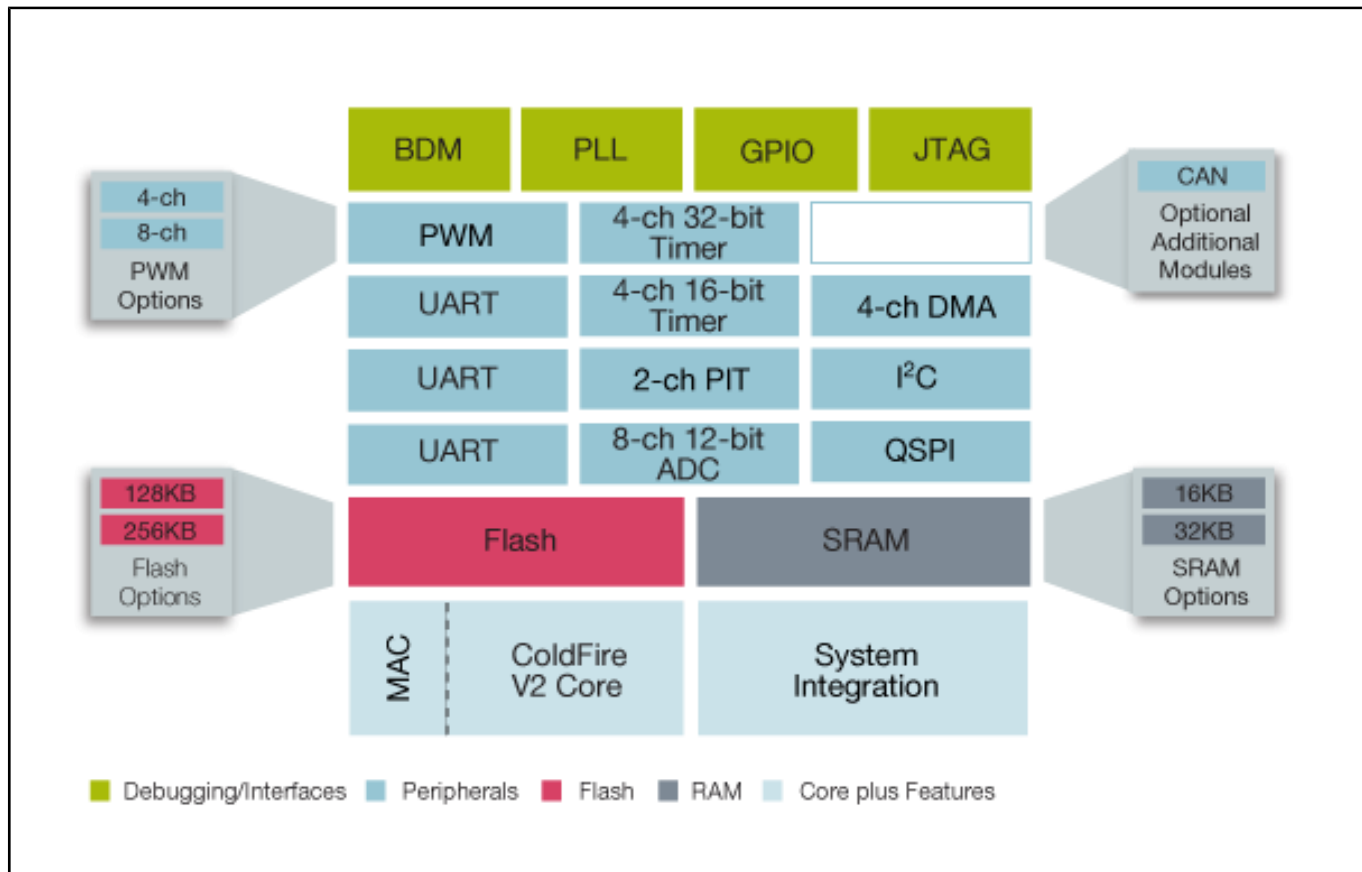 BDM
PLL
GPIO
JTAG
4-ch
8-ch
PWM
Options
CAN
Optional
Additional
Modules
PWM
4-ch 32-bit
Timer
UART
4-ch 16-bit
Timer
4-ch DMA
UART
2-ch PIT
I²C
UART
8-ch 12-bit
ADC
QSPI
128KB
256KB
Flash
Options
Flash
SRAM
16KB
32KB
SRAM
Options
MAC
ColdFire
V2 Core
System
Integration
Debugging/Interfaces
Peripherals
Flash
RAM
Core plus Features